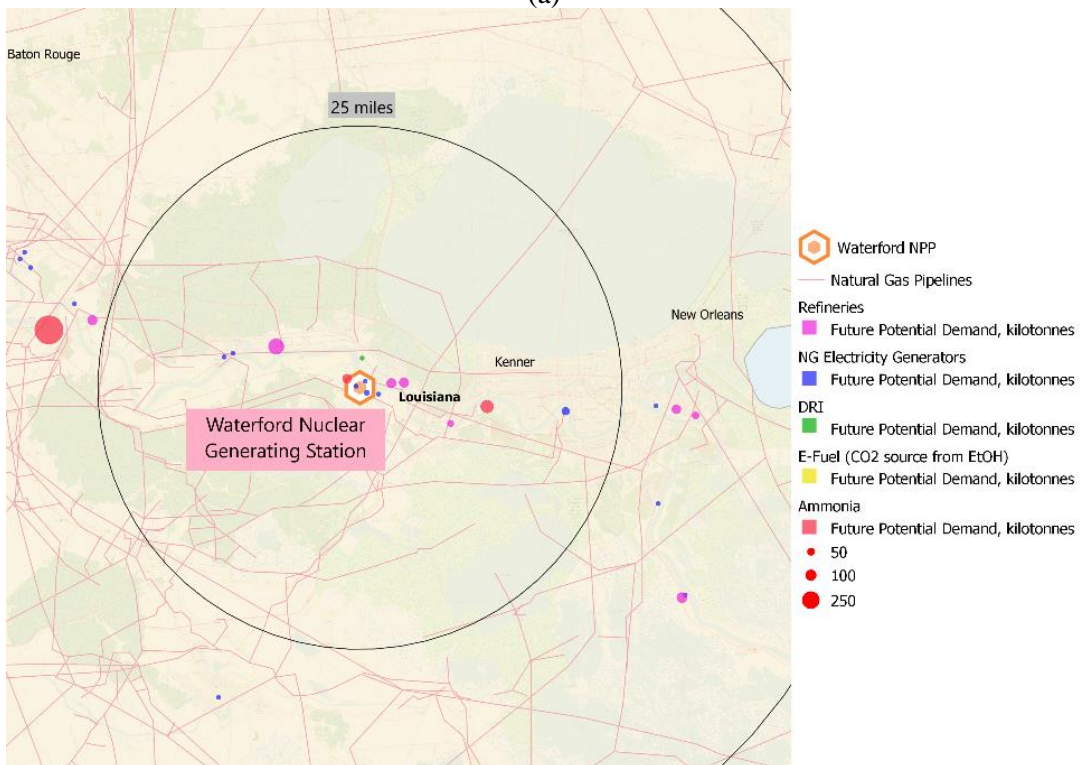 (a)
Baton Rouge
25 miles
New Orleans
Kenner
Louisiana
Waterford Nuclear
Generating Station
Waterford NPP
Natural Gas Pipelines
Refineries
Future Potential Demand, kilotonnes
NG Electricity Generators
Future Potential Demand, kilotonnes
DRI
Future Potential Demand, kilotonnes
E-Fuel (CO2 source from EtOH)
Future Potential Demand, kilotonnes
Ammonia
Future Potential Demand, kilotonnes
50
100
250